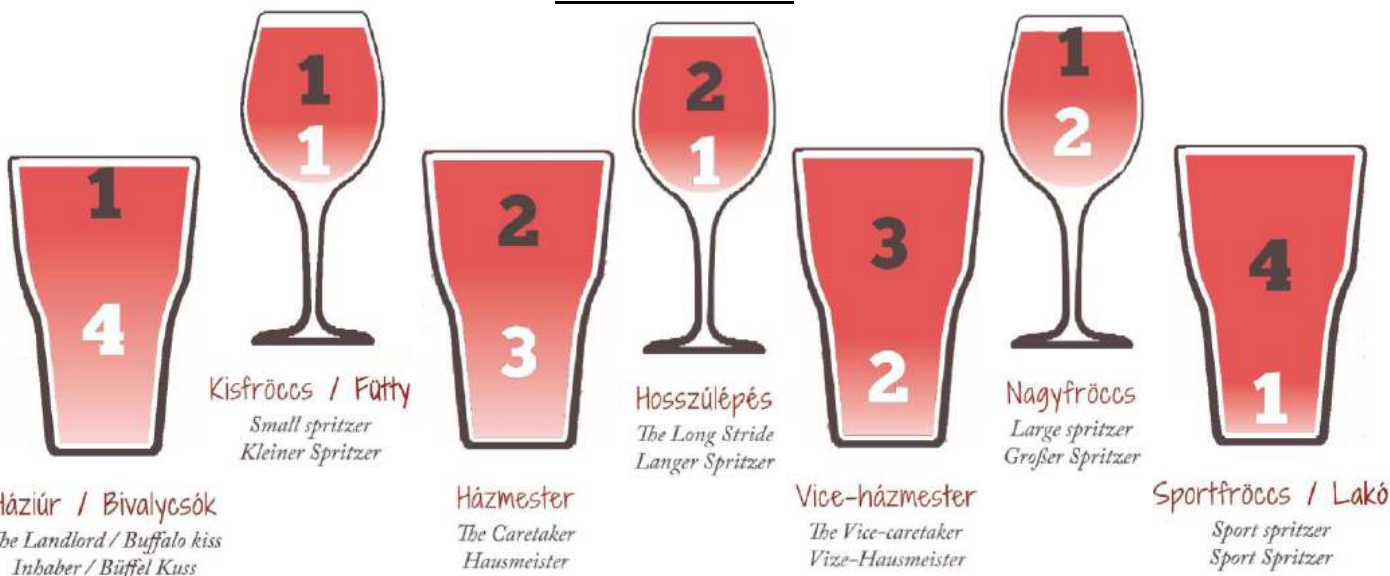 1
4
Háziúr / Bivalycsók
The Landlord / Buffalo kiss
Inhaber / Büffel Kuss
1
1
Kisfröccs / Fütty
Small spritzer
Kleiner Spritzer
2
3
Házmester
The Caretaker
Hausmeister
2
1
Hosszúlépés
The Long Stride
Langer Spritzer
3
2
Vice-házmester
The Vice-caretaker
Vize-Hausmeister
1
2
Nagyfröccs
Large spritzer
Großer Spritzer
4
1
Sportfröccs / Lakó
Sport spritzer
Sport Spritzer